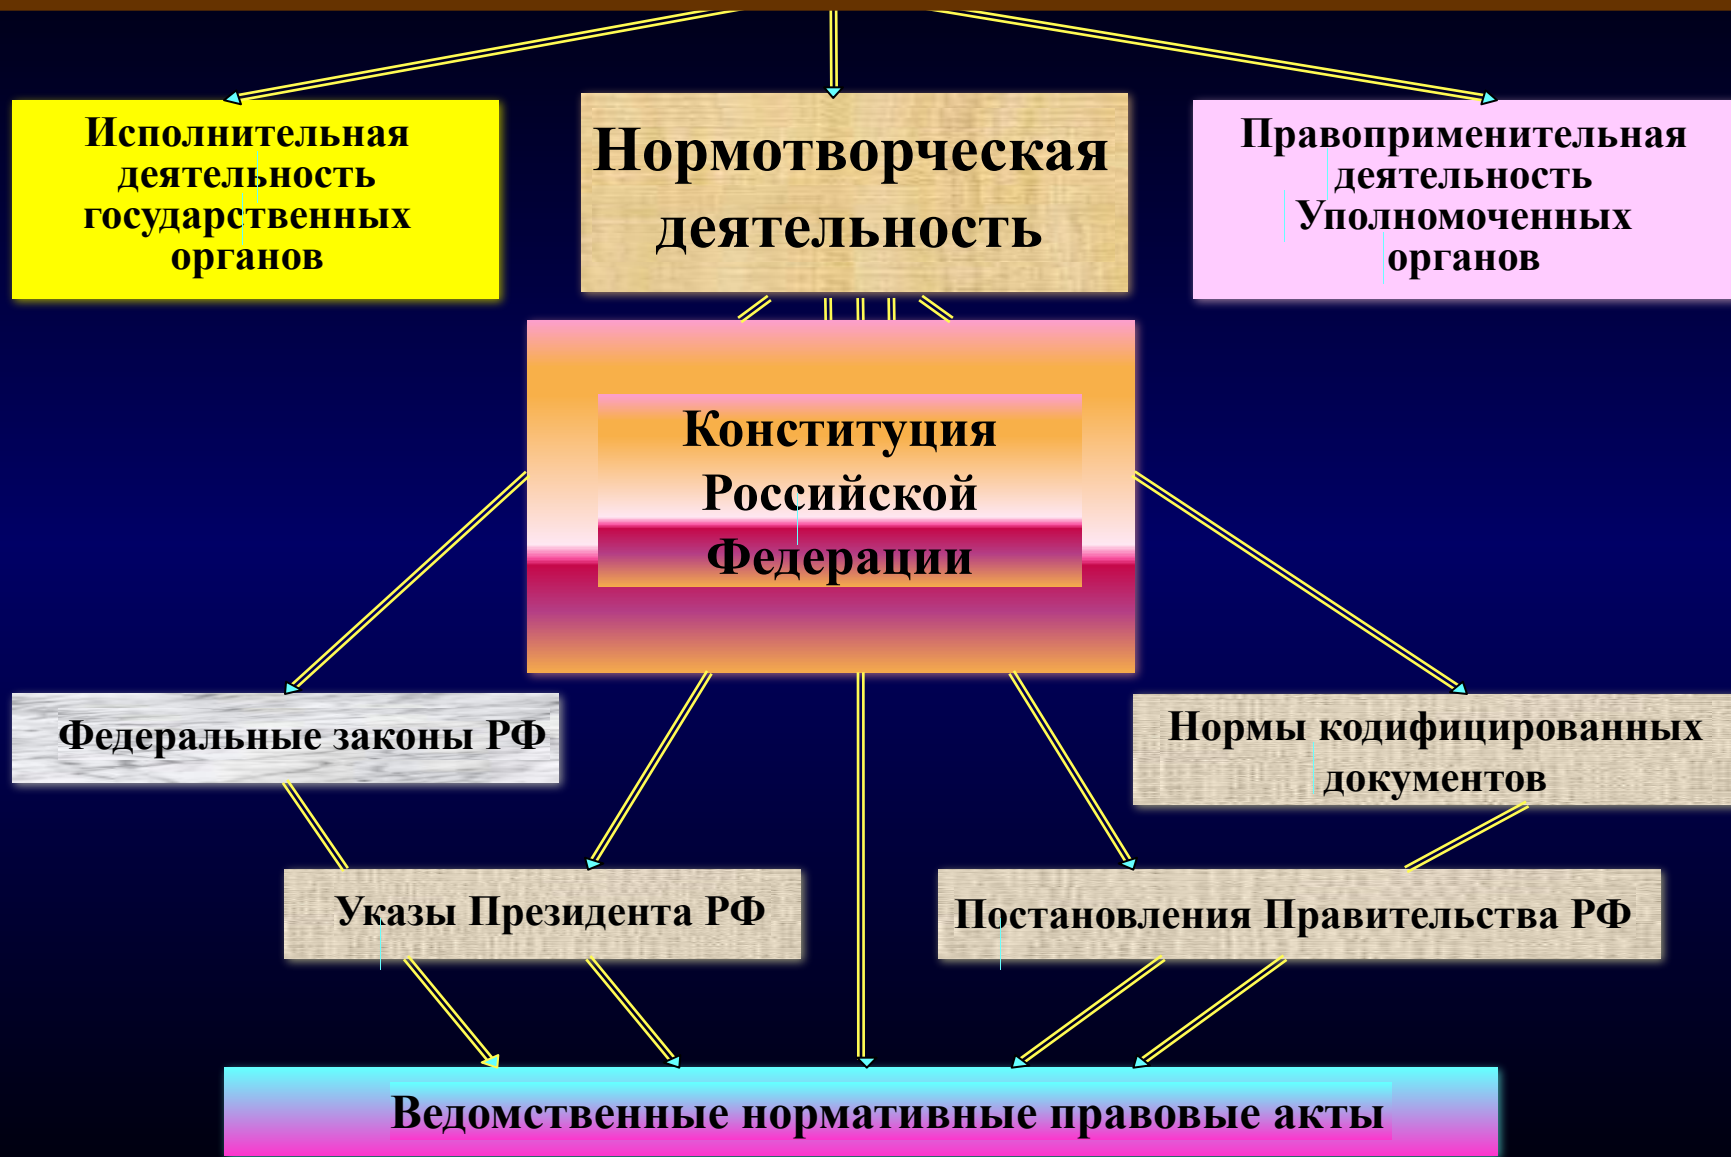 Исполнительная
деятельность
государственных
органов
Нормотворческая
деятельность
Правоприменительная
деятельность
Уполномоченных
органов
Конституция
Российской
Федерации
Федеральные законы РФ
Нормы кодифицированных
документов
Указы Президента РФ
Постановления Правительства РФ
Ведомственные нормативные правовые акты